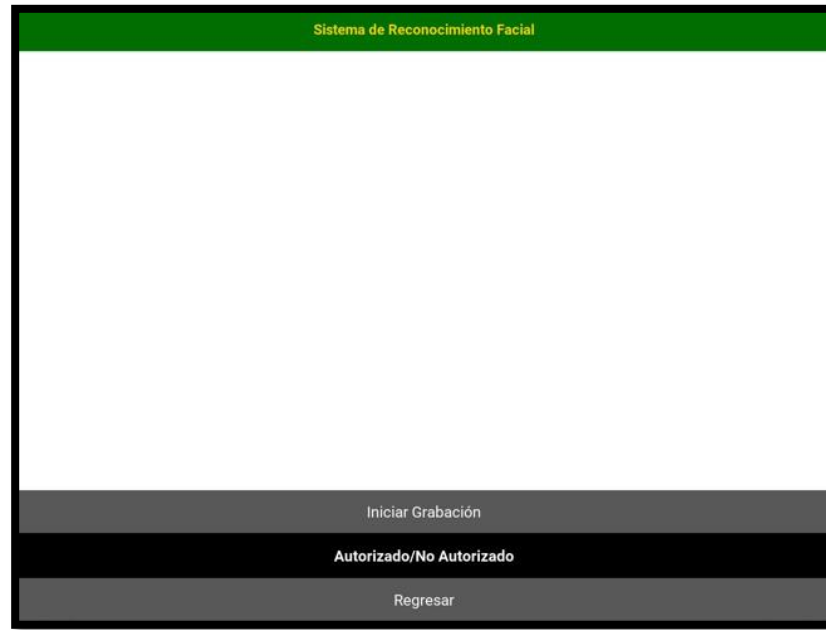 Sistema de Reconocimiento Facial
Iniciar Grabación
Autorizado/No Autorizado
Regresar